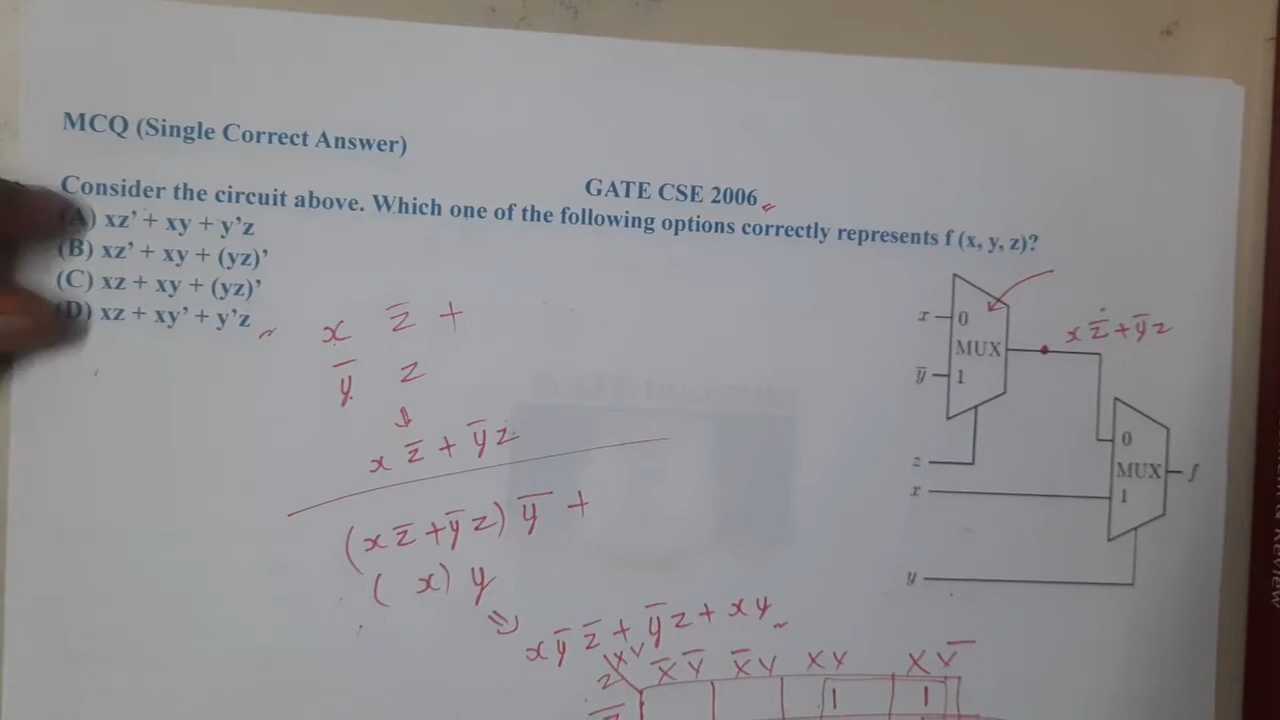 MCQ (Single Correct Answer)
GATE CSE 2006
Consider the circuit above. Which one of the following options correctly represents f (x, y, z)?
(A) xz’ + xy + y’z
(B) xz’ + xy + (yz)’
(C) xz + xy + (yz)’
(D) xz + xy’ + y’z
x z̅ +
y̅ z
↓
x z̅ + y̅ z
(x z̅ + y̅ z) y̅ +
( x) y
⇒ x y̅ z̅ + y̅ z + x y
x 0
MUX
y̅ 1
z
x z̅ + y̅ z
0
MUX f
x 1
y
z XY X̅ Y̅ X̅ Y X Y X Y̅
1 1